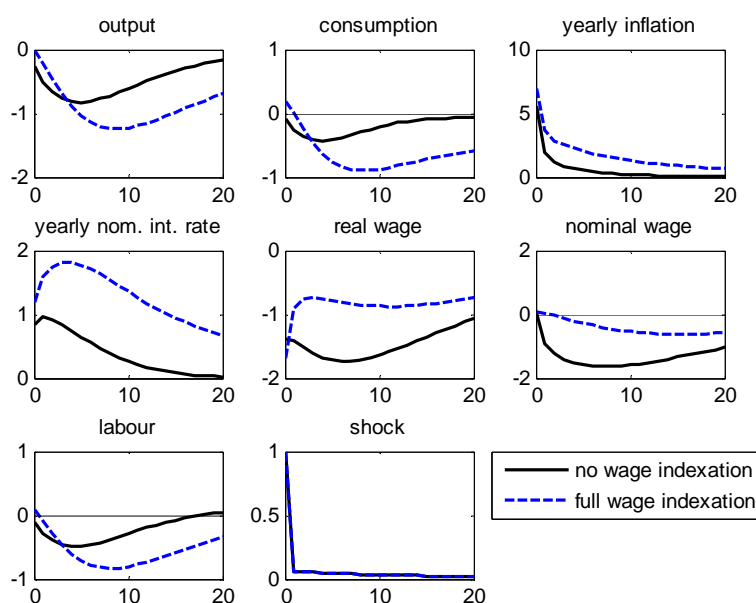 output
consumption
yearly inflation
0
-1
-2
0 10 20
1
0
-1
0 10 20
10
5
0
0 10 20
yearly nom. int. rate
real wage
nominal wage
2
1
0
0 10 20
0
-1
-2
0 10 20
2
0
-2
0 10 20
labour
shock
1
0
-1
0 10 20
1
0.5
0
0 10 20
no wage indexation
full wage indexation